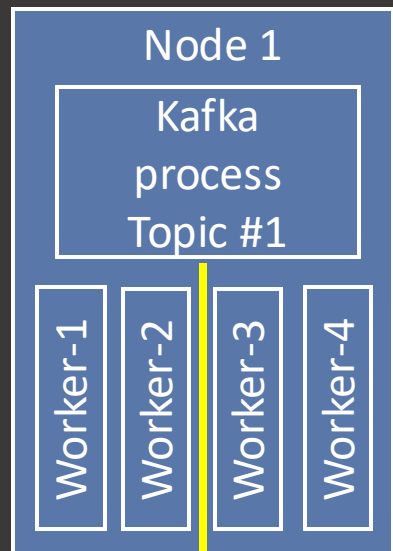 Node 1
Kafka
process
Topic #1
Worker-1
Worker-2
Worker-3
Worker-4